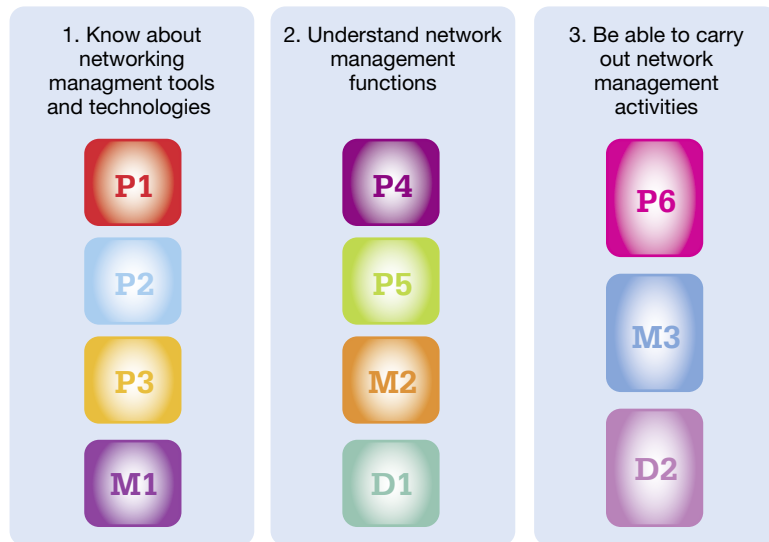 1. Know about
networking
managment tools
and technologies
P1
P2
P3
M1
2. Understand network
management
functions
P4
P5
M2
D1
3. Be able to carry
out network
management
activities
P6
M3
D2